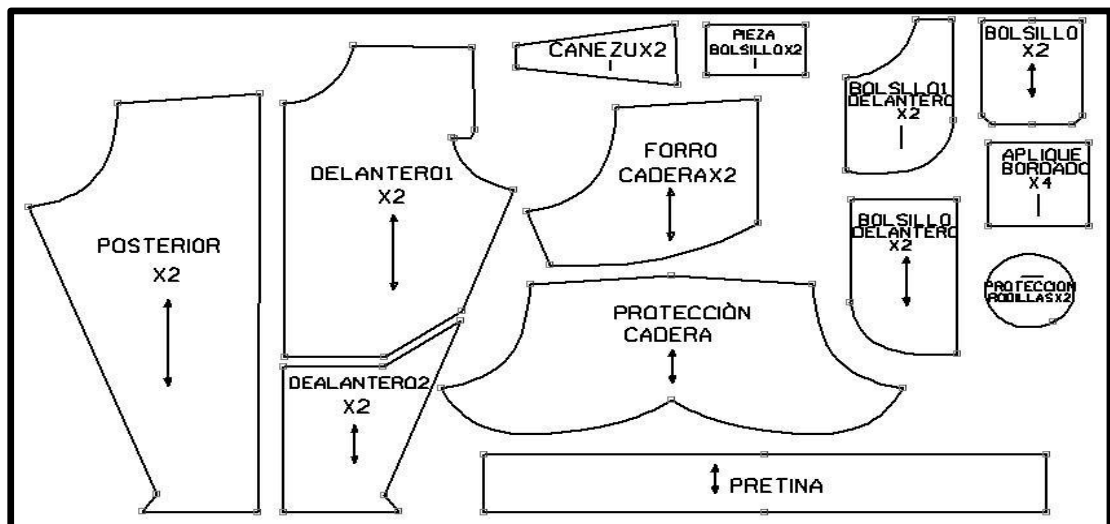 CANEZUX2
PIEZA
BOLSILLOX2
BOLSLLO1
DELANTERO
X2
BOLSILLO
X2
DELANTERO1
X2
FORRO
CADERAX2
APLIQUE
BORDADO
X4
POSTERIOR
X2
BOLSILLO
DELANTERO
X2
PROTECCION
RODILLASX2
PROTECCIÒN
CADERA
DEALANTERO2
X2
PRETINA